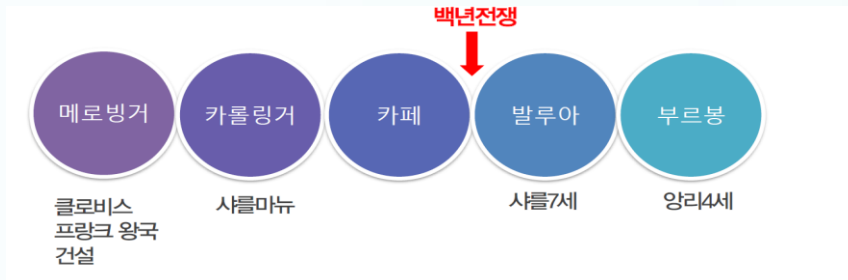 백년전쟁
메로빙거
카롤링거
카페
발루아
부르봉
클로비스
프랑크 왕국
건설
샤를마뉴
샤를7세
앙리4세